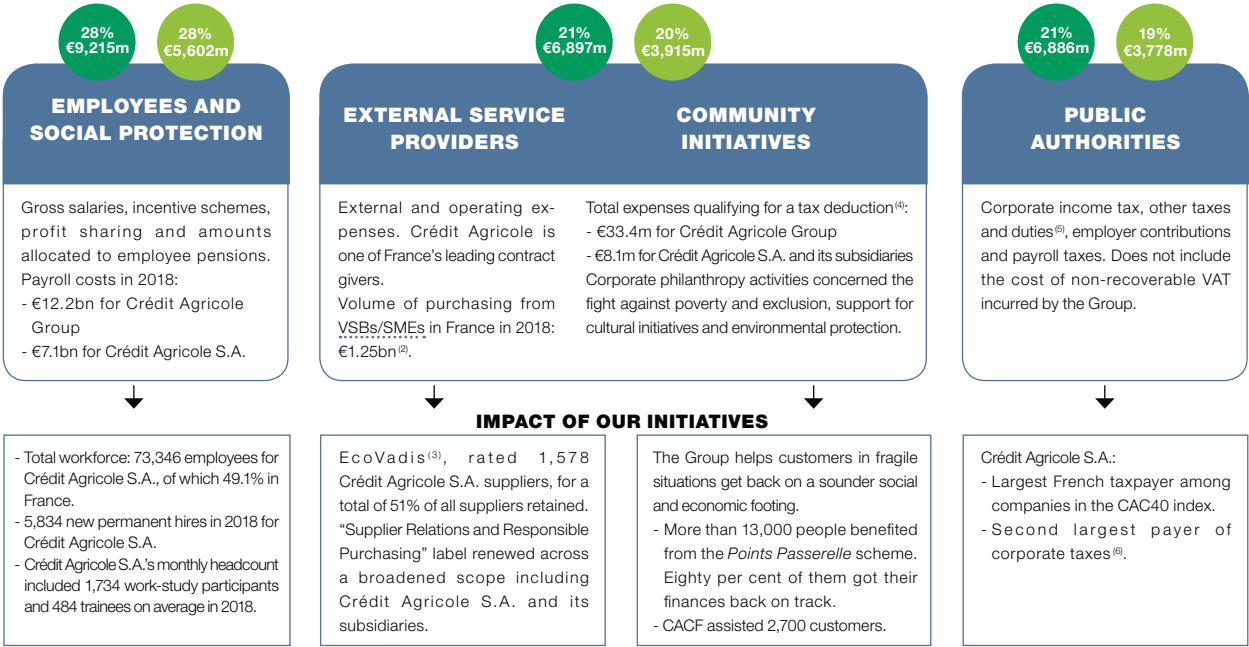 28%
€9,215m
28%
€5,602m
EMPLOYEES AND
SOCIAL PROTECTION
Gross salaries, incentive schemes,
profit sharing and amounts
allocated to employee pensions.
Payroll costs in 2018:
- €12.2bn for Crédit Agricole
Group
- €7.1bn for Crédit Agricole S.A.
21%
€6,897m
20%
€3,915m
EXTERNAL SERVICE
PROVIDERS
External and operating ex-
penses. Crédit Agricole is
one of France's leading contract
givers.
Volume of purchasing from
VSBs/SMEs in France in 2018:
€1.25bn(2).
COMMUNITY
INITIATIVES
Total expenses qualifying for a tax deduction(4):
- €33.4m for Crédit Agricole Group
- €8.1m for Crédit Agricole S.A. and its subsidiaries
Corporate philanthropy activities concerned the
fight against poverty and exclusion, support for
cultural initiatives and environmental protection.
21%
€6,886m
19%
€3,778m
PUBLIC
AUTHORITIES
Corporate income tax, other taxes
and duties(5), employer contributions
and payroll taxes. Does not include
the cost of non-recoverable VAT
incurred by the Group.
IMPACT OF OUR INITIATIVES
- Total workforce: 73,346 employees for
Crédit Agricole S.A., of which 49.1% in
France.
- 5,834 new permanent hires in 2018 for
Crédit Agricole S.A.
- Crédit Agricole S.A.'s monthly headcount
included 1,734 work-study participants
and 484 trainees on average in 2018.
EcoVadis(3), rated 1,578
Crédit Agricole S.A. suppliers, for a
total of 51% of all suppliers retained.
“Supplier Relations and Responsible
Purchasing” label renewed across
a broadened scope including
Crédit Agricole S.A. and its
subsidiaries.
The Group helps customers in fragile
situations get back on a sounder social
and economic footing.
- More than 13,000 people benefited
from the Points Passerelle scheme.
Eighty per cent of them got their
finances back on track.
- CACF assisted 2,700 customers.
Crédit Agricole S.A.:
- Largest French taxpayer among
companies in the CAC40 index.
- Second largest payer of
corporate taxes(6).